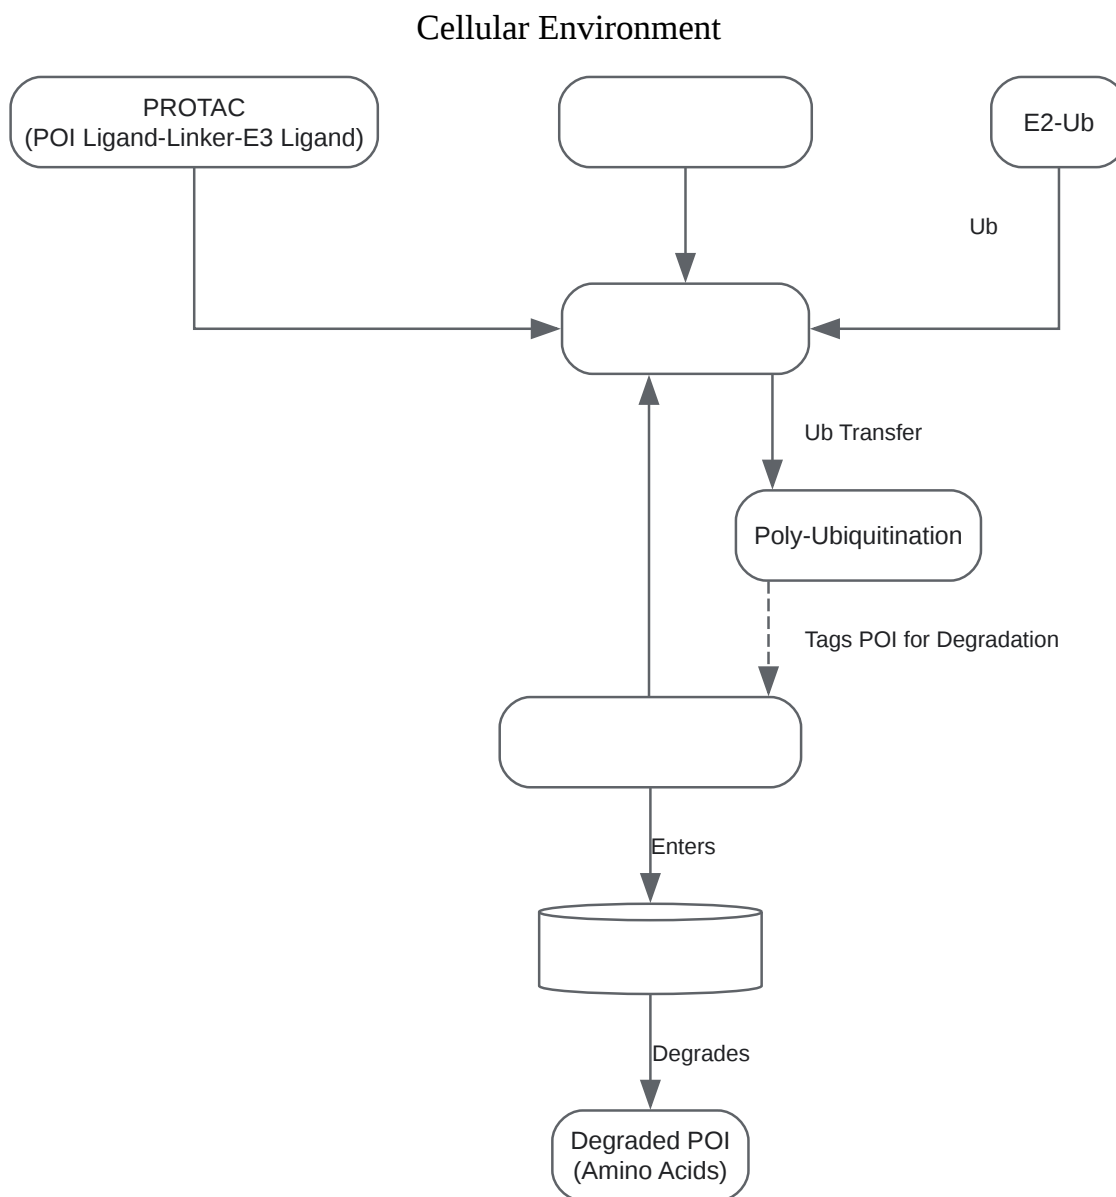 Cellular Environment
PROTAC
(POI Ligand-Linker-E3 Ligand)
E2-Ub
Ub
Ub Transfer
Poly-Ubiquitination
Tags POI for Degradation
Enters
Degrades
Degraded POI
(Amino Acids)